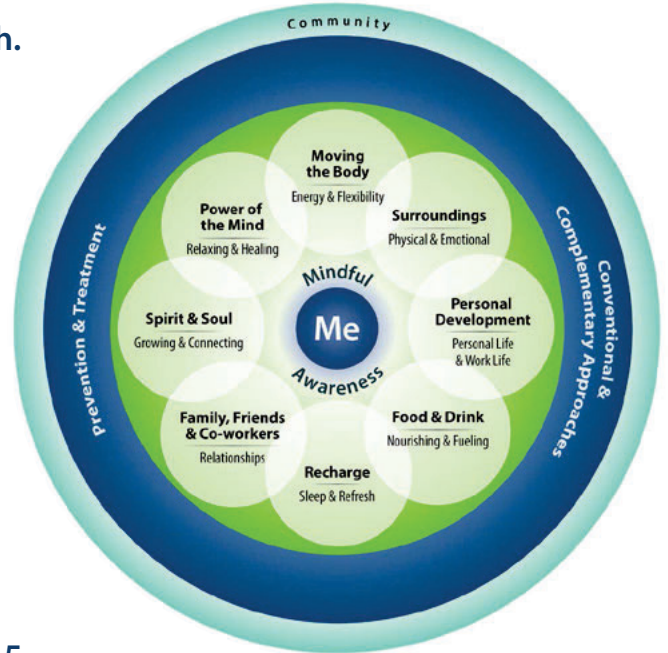 h.
Community
Moving
the Body
Energy & Flexibility
Surroundings
Physical & Emotional
Personal
Development
Personal Life
& Work Life
Food & Drink
Nourishing & Fueling
Recharge
Sleep & Refresh
Family, Friends
& Co-workers
Relationships
Spirit & Soul
Growing & Connecting
Power of
the Mind
Relaxing & Healing
Mindful
Me
Awareness
Prevention & Treatment
Conventional &
Complementary Approaches
5